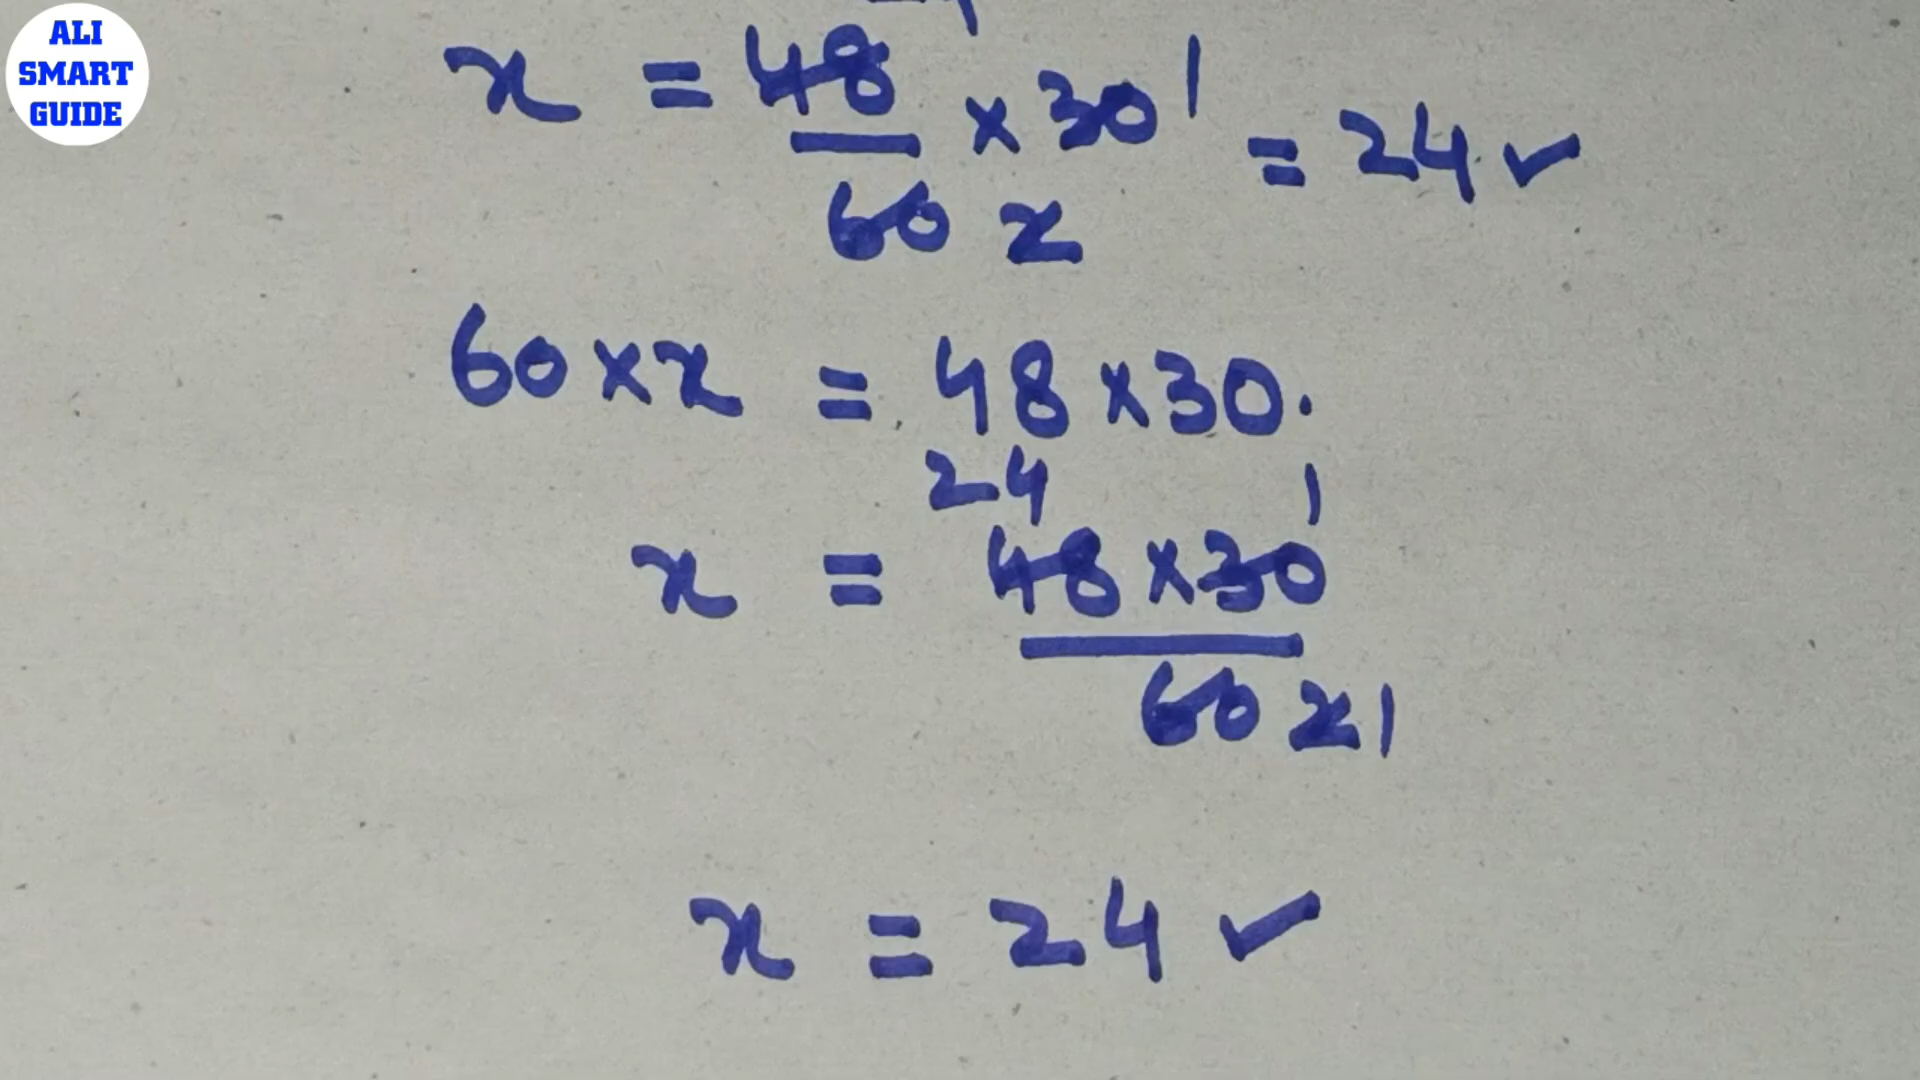 ALI
SMART
GUIDE
x = 48/60 × 30 1 = 24 ✓
2
60 × x = 48 × 30.
24 1
x = 48 × 30
60 2 1
x = 24 ✓